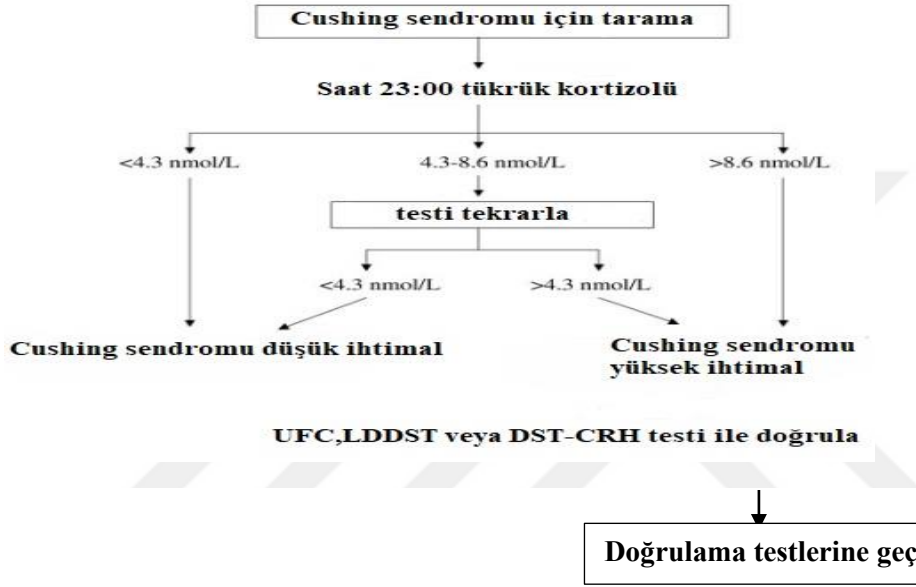 Cushing sendromu için tarama
Saat 23:00 tükrük kortizolü
<4.3 nmol/L 4.3-8.6 nmol/L >8.6 nmol/L
testi tekrarla
<4.3 nmol/L >4.3 nmol/L
Cushing sendromu düşük ihtimal
Cushing sendromu
yüksek ihtimal
UFC,LDDST veya DST-CRH testi ile doğrula
Doğrulama testlerine geç